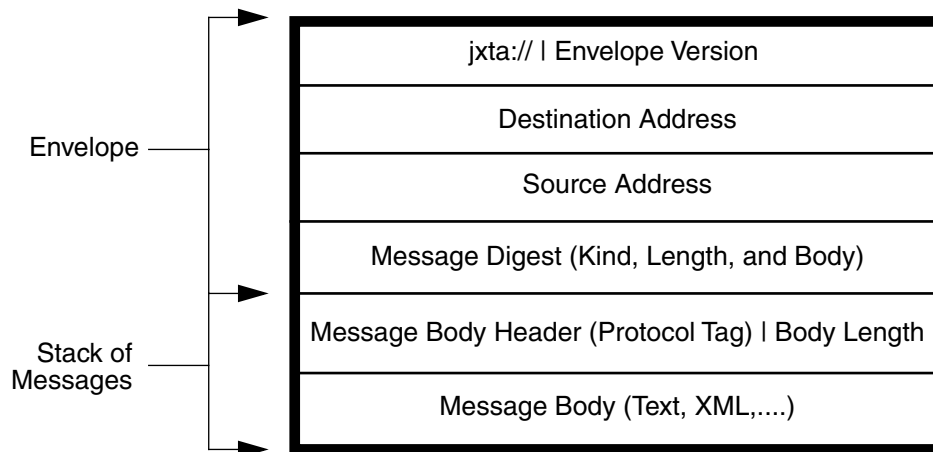 jxta:// | Envelope Version
Destination Address
Envelope
Source Address
Message Digest (Kind, Length, and Body)
Message Body Header (Protocol Tag) | Body Length
Stack of
Messages
Message Body (Text, XML,....)